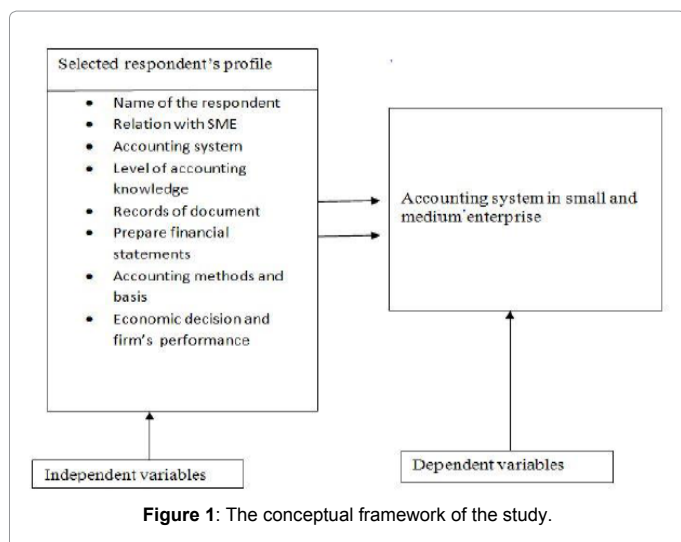 Selected respondent's profile
• Name of the respondent
• Relation with SME
• Accounting system
• Level of accounting
knowledge
• Records of document
• Prepare financial
statements
• Accounting methods and
basis
• Economic decision and
firm's performance
Accounting system in small and
medium enterprise
Independent variables
Dependent variables
Figure 1: The conceptual framework of the study.